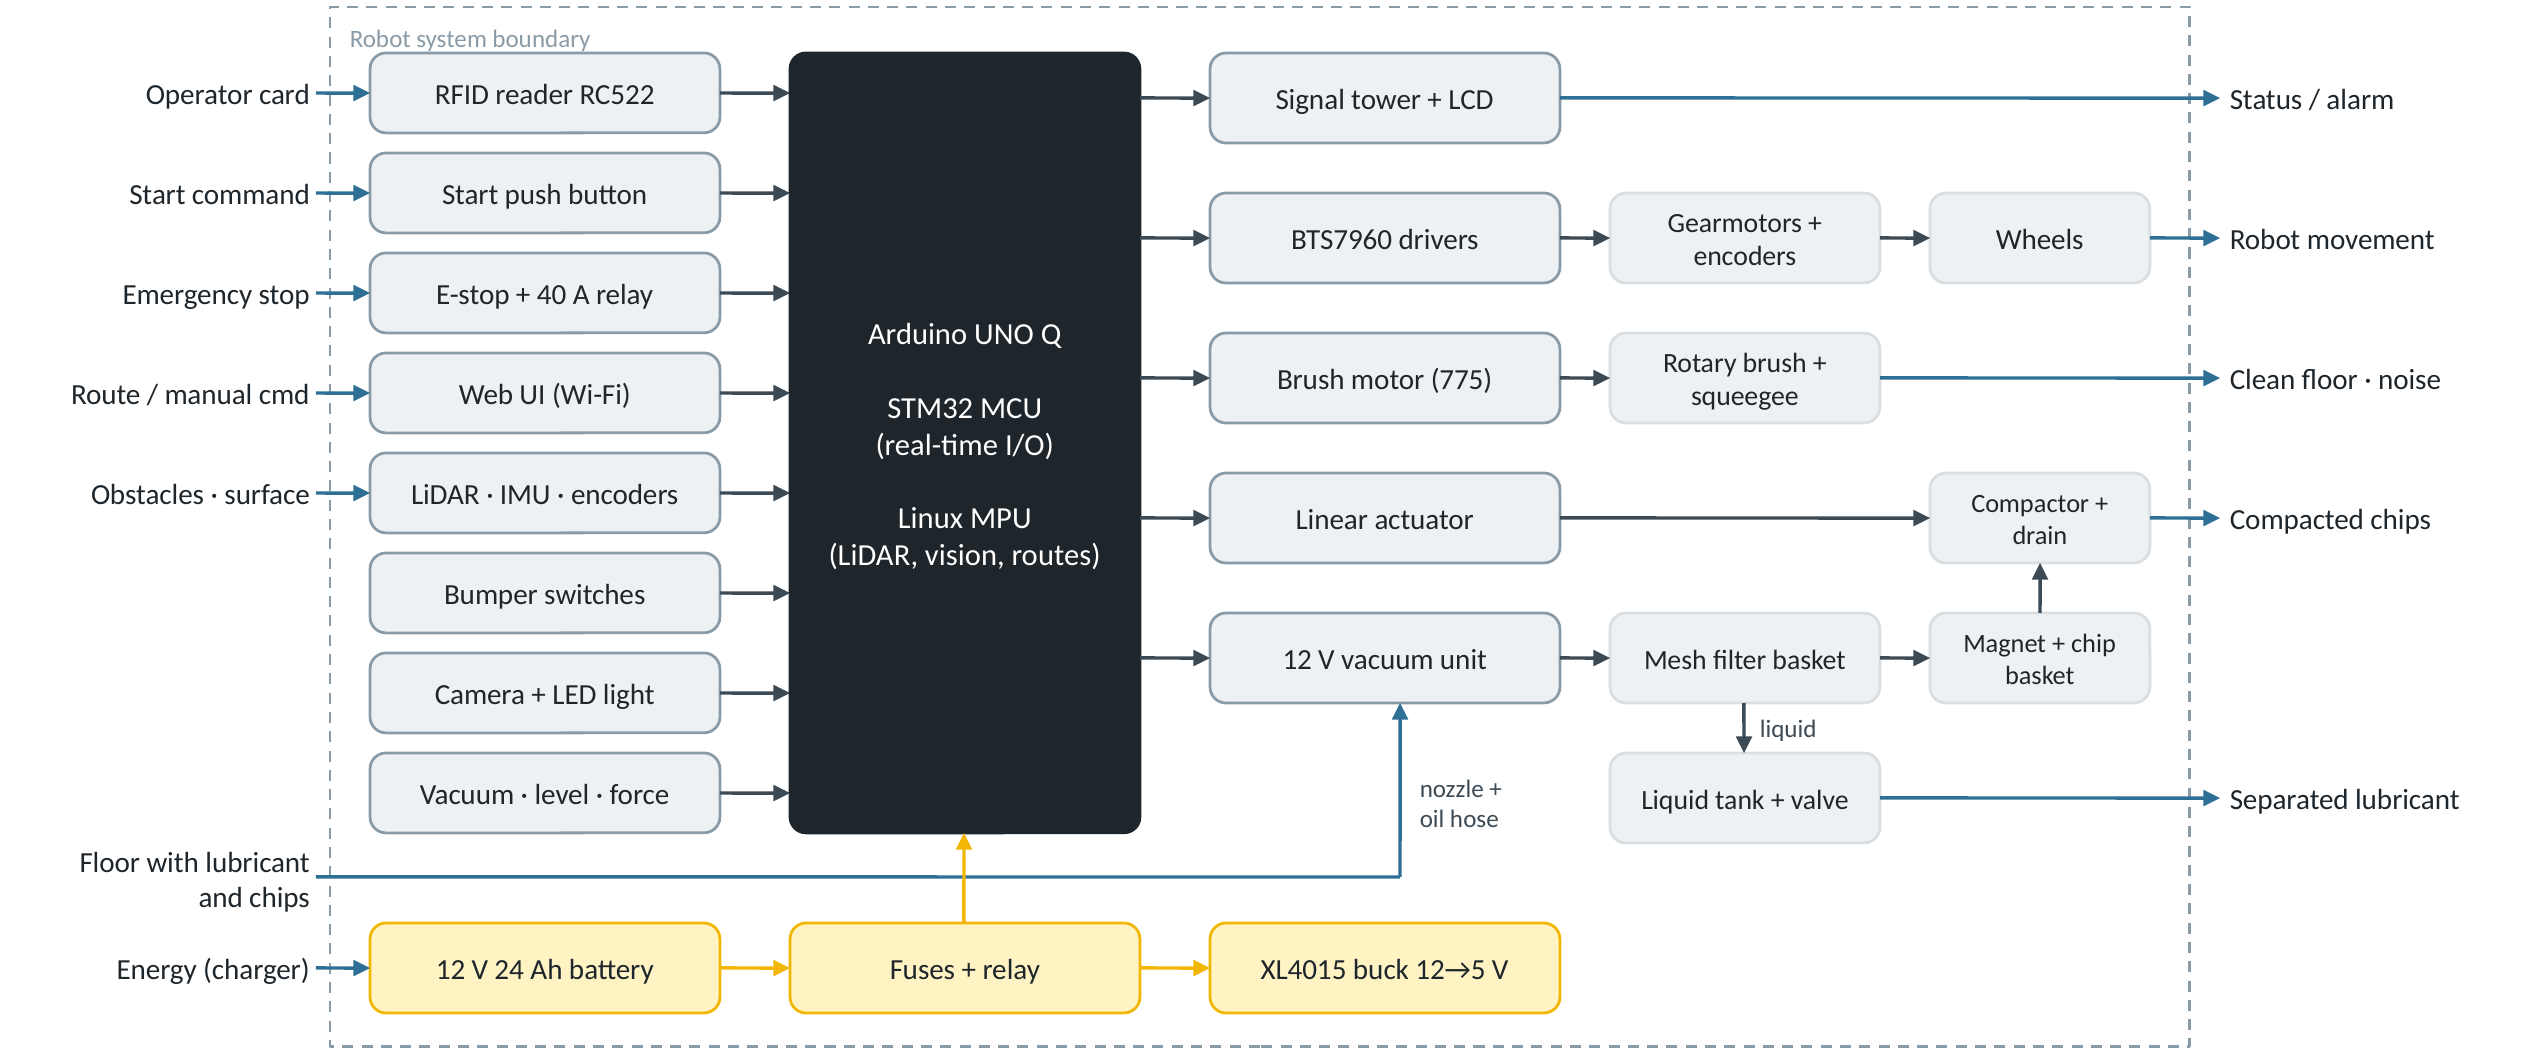 Robot system boundary
Operator card
RFID reader RC522
Start command
Start push button
Emergency stop
E-stop + 40 A relay
Route / manual cmd
Web UI (Wi-Fi)
Obstacles · surface
LiDAR · IMU · encoders
Bumper switches
Camera + LED light
Vacuum · level · force
Arduino UNO Q
STM32 MCU
(real-time I/O)
Linux MPU
(LiDAR, vision, routes)
Signal tower + LCD
Status / alarm
BTS7960 drivers
Gearmotors +
encoders
Wheels
Robot movement
Brush motor (775)
Rotary brush +
squeegee
Clean floor · noise
Linear actuator
Compactor +
drain
Compacted chips
12 V vacuum unit
Mesh filter basket
Magnet + chip
basket
liquid
nozzle +
oil hose
Liquid tank + valve
Separated lubricant
Floor with lubricant
and chips
Energy (charger)
12 V 24 Ah battery
Fuses + relay
XL4015 buck 12→5 V